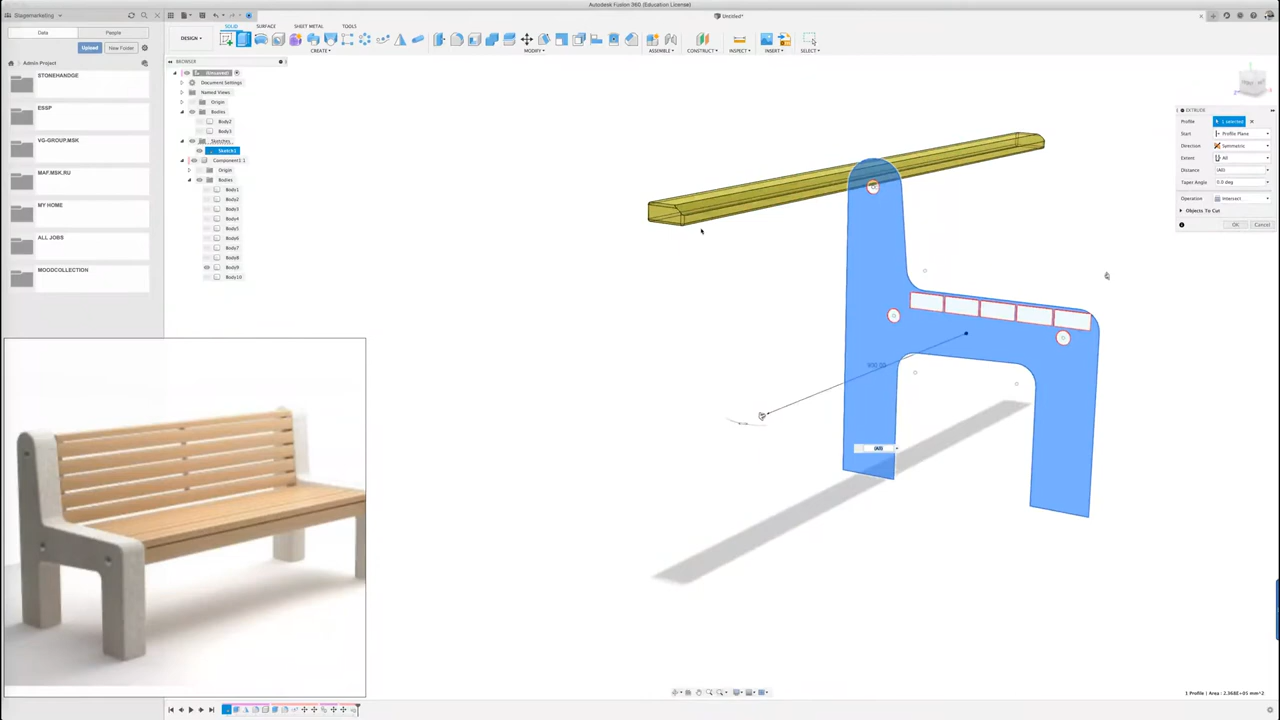 Autodesk Fusion 360 (Education License)
Stagemarketing
Untitled*
Data
People
Upload
New Folder
Admin Project
STONEHANDGE
ESSP
VG-GROUP.MSK
MAF.MSK.RU
MY HOME
ALL JOBS
MOODCOLLECTION
SOLID
SURFACE
SHEET METAL
TOOLS
DESIGN
CREATE
MODIFY
ASSEMBLE
CONSTRUCT
INSPECT
INSERT
SELECT
BROWSER
(Unsaved)
Document Settings
Named Views
Origin
Bodies
Body2
Body3
Sketches
Sketch1
Component1:1
Origin
Bodies
Body1
Body2
Body3
Body4
Body5
Body6
Body7
Body8
Body9
Body10
EXTRUDE
Profile
1 selected
Start
Profile Plane
Direction
Symmetric
Extent
All
Distance
(All)
Taper Angle
0.0 deg
Operation
Intersect
Objects To Cut
OK
Cancel
(All)
1 Profile | Area : 2.368E+05 mm^2